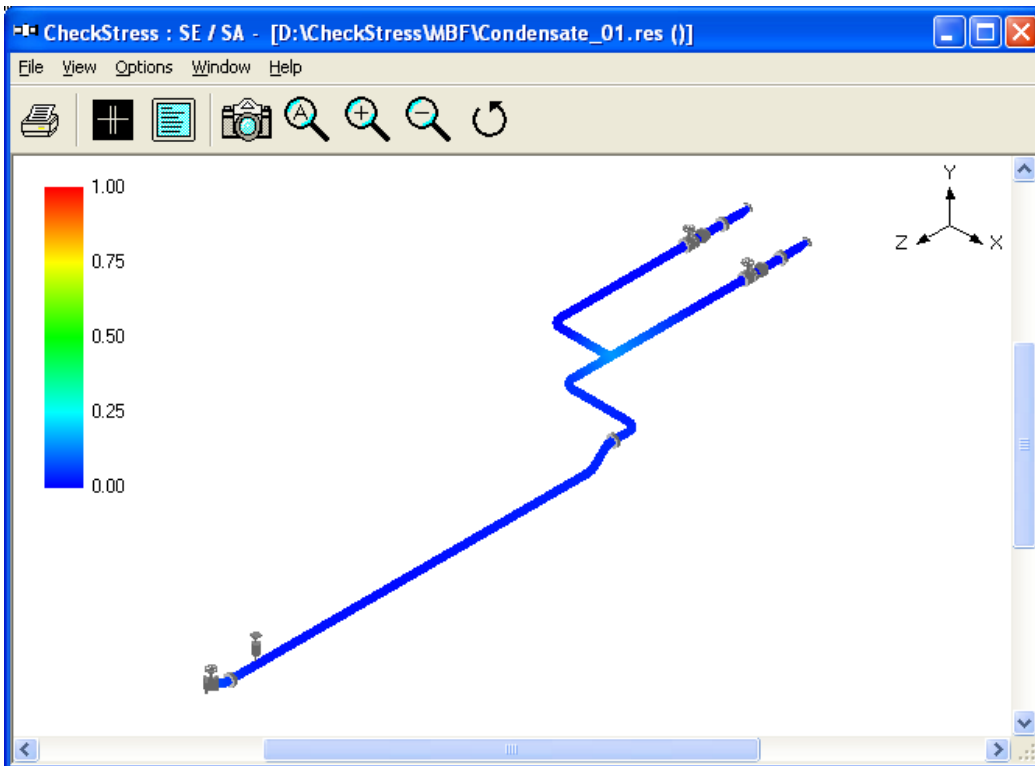 CheckStress : SE / SA - [D:\CheckStress\MBF\Condensate_01.res ()]
File View Options Window Help
A
1.00
0.75
0.50
0.25
0.00
Y
Z X